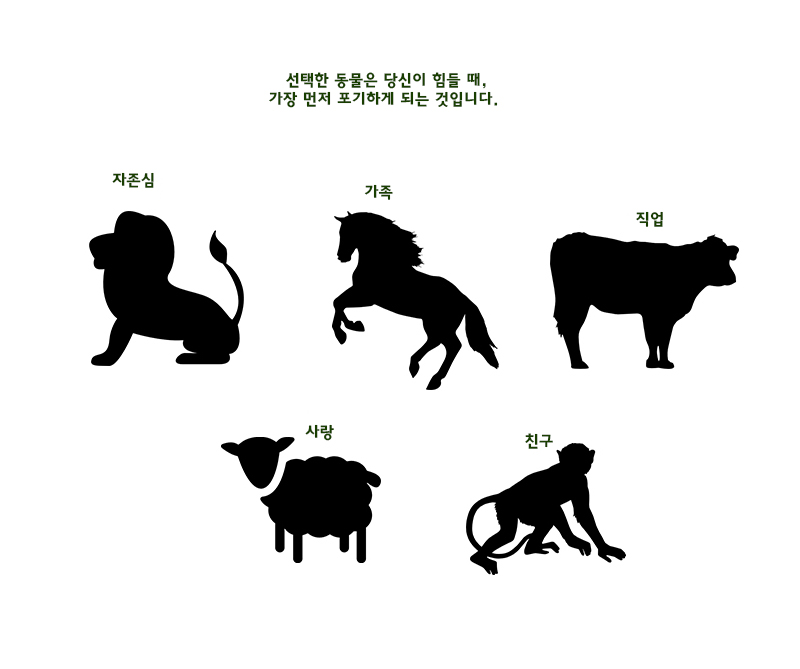 선택한 동물은 당신이 힘들 때,
가장 먼저 포기하게 되는 것입니다.
자존심
가족
직업
사랑
친구